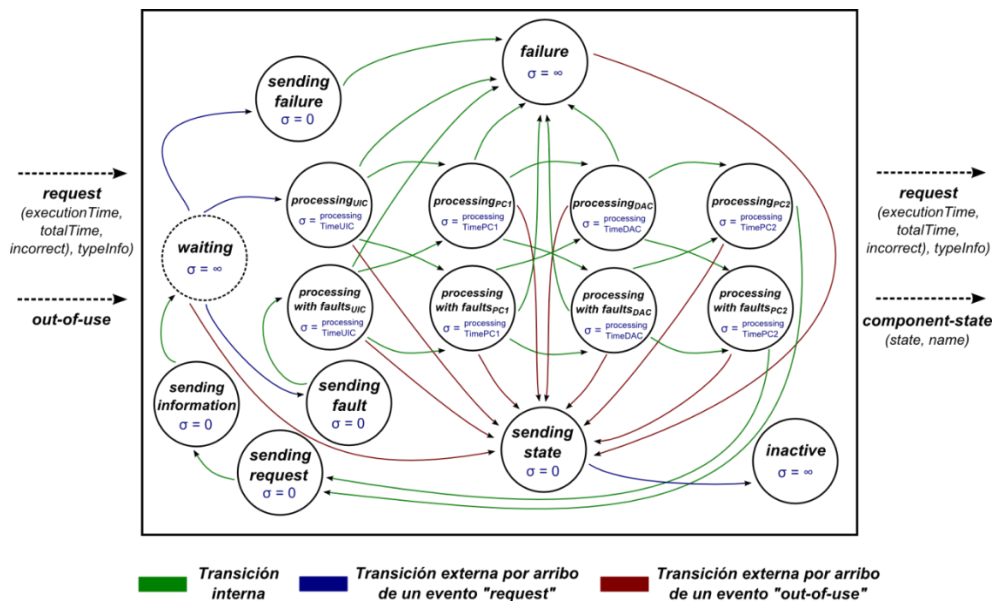 failure
σ = ∞
sending
failure
σ = 0
request
(executionTime,
totalTime,
incorrect), typeInfo)
out-of-use
waiting
σ = ∞
processingUIC
σ = processing
TimeUIC
processingPC1
σ = processing
TimePC1
processingDAC
σ = processing
TimeDAC
processingPC2
σ = processing
TimePC2
processing
with faultsUIC
σ = processing
TimeUIC
processing
with faultsPC1
σ = processing
TimePC1
processing
with faultsDAC
σ = processing
TimeDAC
processing
with faultsPC2
σ = processing
TimePC2
request
(executionTime,
totalTime,
incorrect), typeInfo)
component-state
(state, name)
sending
information
σ = 0
sending
fault
σ = 0
sending
request
σ = 0
sending
state
σ = 0
inactive
σ = ∞
Transición
interna
Transición externa por arribo
de un evento "request"
Transición externa por arribo
de un evento "out-of-use"